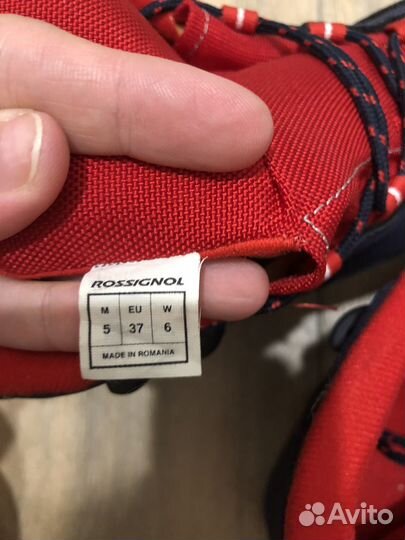 ROSSIGNOL
M EU W
5 37 6
MADE IN ROMANIA
Avito